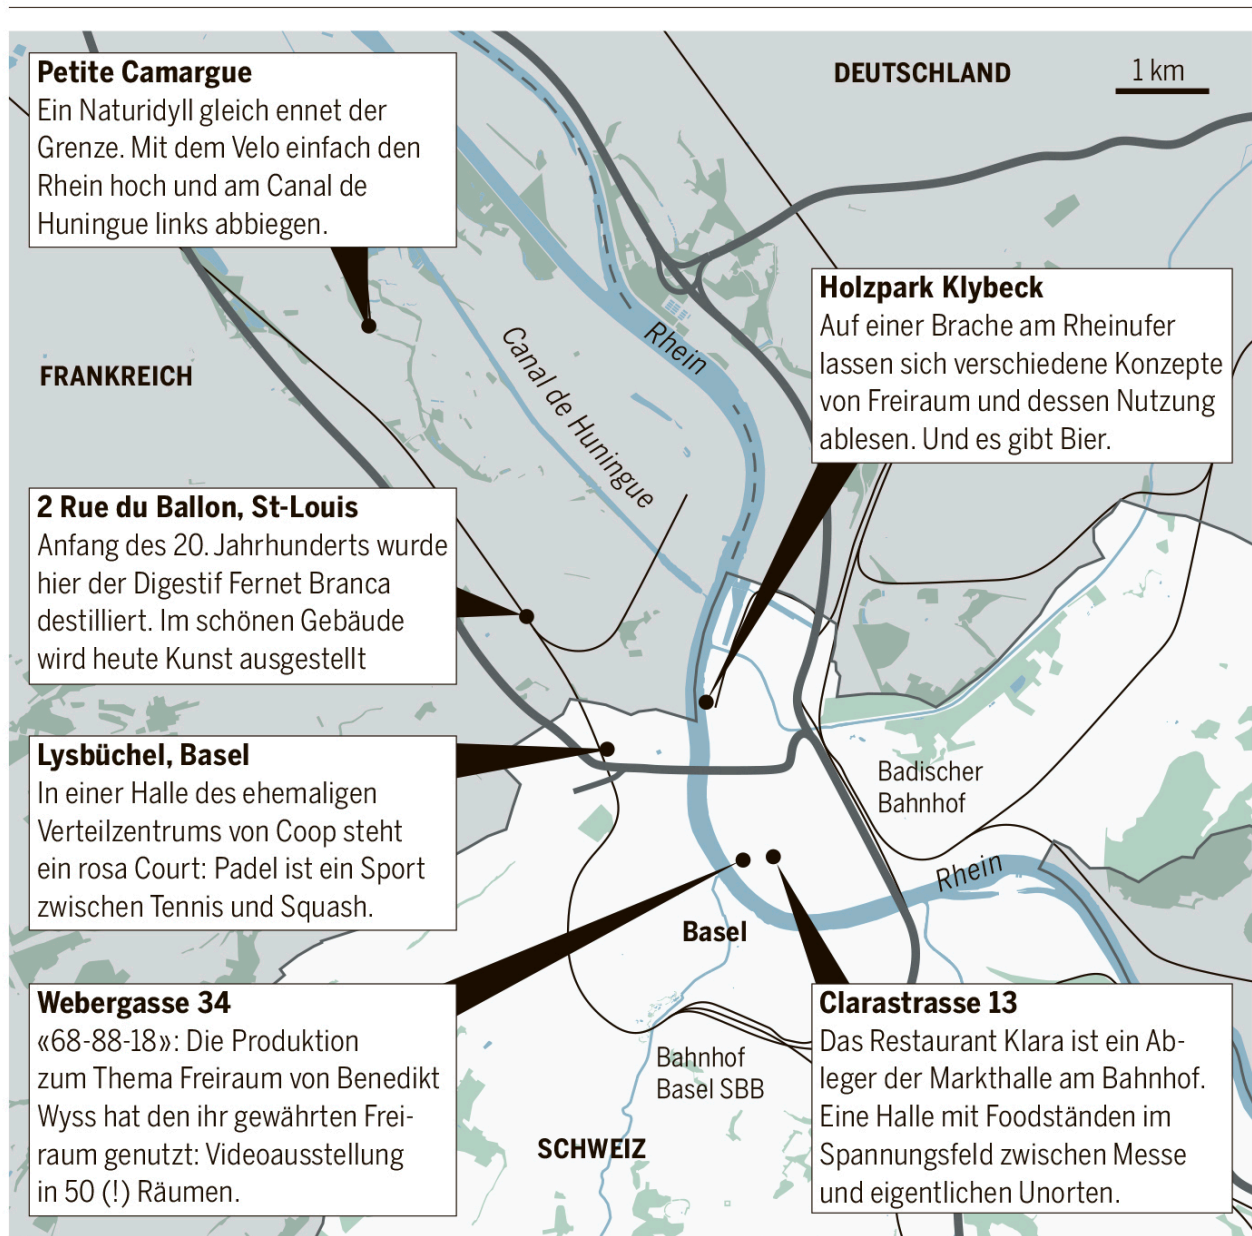 DEUTSCHLAND
1 km
Petite Camargue
Ein Naturidyll gleich ennet der
Grenze. Mit dem Velo einfach den
Rhein hoch und am Canal de
Huningue links abbiegen.
Holzpark Klybeck
Auf einer Brache am Rheinufer
lassen sich verschiedene Konzepte
von Freiraum und dessen Nutzung
ablesen. Und es gibt Bier.
Rhein
Canal de Huningue
FRANKREICH
2 Rue du Ballon, St-Louis
Anfang des 20. Jahrhunderts wurde
hier der Digestif Fernet Branca
destilliert. Im schönen Gebäude
wird heute Kunst ausgestellt
Lysbüchel, Basel
In einer Halle des ehemaligen
Verteilzentrums von Coop steht
ein rosa Court: Padel ist ein Sport
zwischen Tennis und Squash.
Badischer
Bahnhof
Rhein
Basel
Webergasse 34
«68-88-18»: Die Produktion
zum Thema Freiraum von Benedikt
Wyss hat den ihr gewährten Frei-
raum genutzt: Videoausstellung
in 50 (!) Räumen.
Bahnhof
Basel SBB
SCHWEIZ
Clarastrasse 13
Das Restaurant Klara ist ein Ab-
leger der Markthalle am Bahnhof.
Eine Halle mit Foodständen im
Spannungsfeld zwischen Messe
und eigentlichen Unorten.